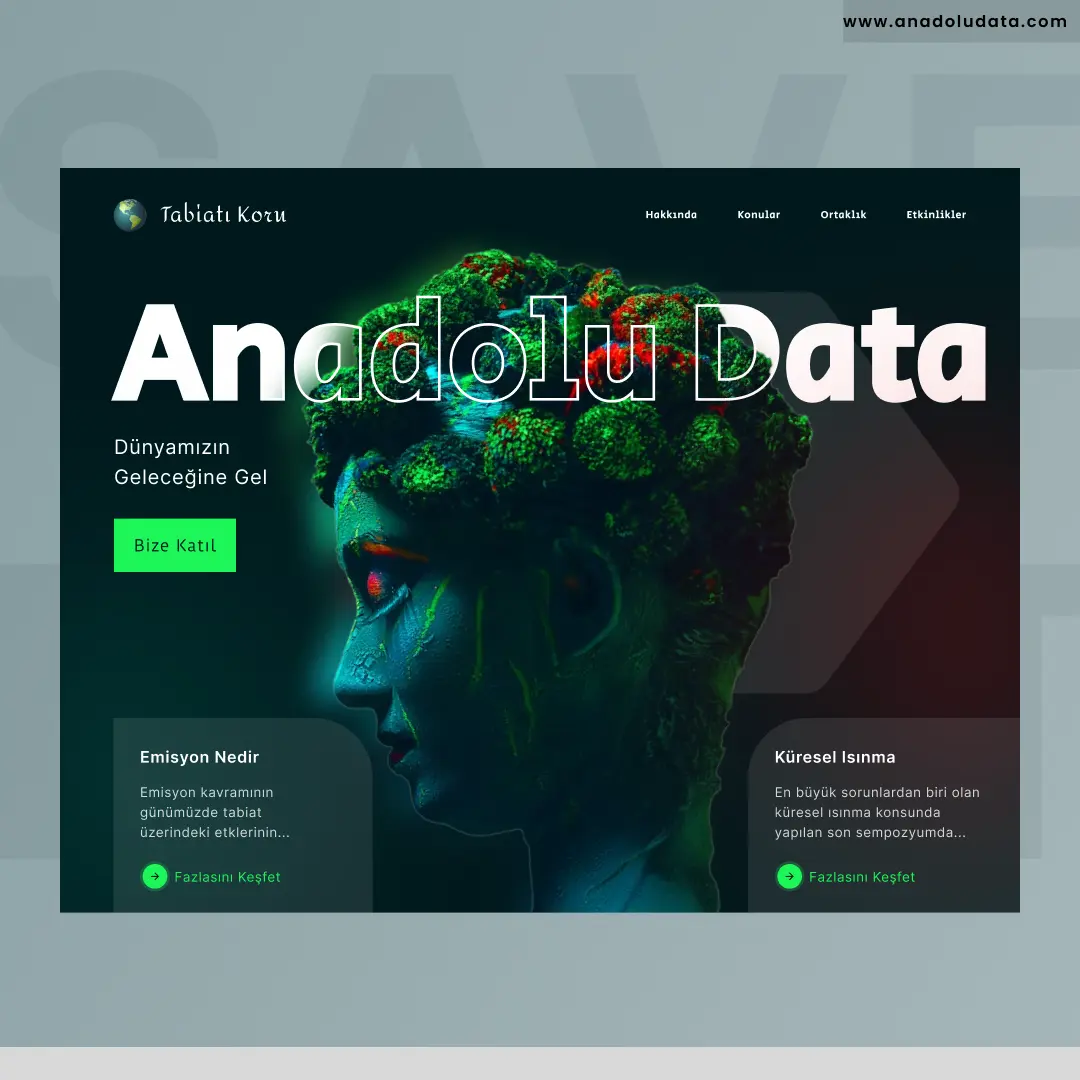 www.anadoludata.com
SAVE
Tabiatı Koru
Hakkında
Konular
Ortaklık
Etkinlikler
Anadolu Data
Dünyamızın
Geleceğine Gel
Bize Katıl
Emisyon Nedir
Emisyon kavramının
günümüzde tabiat
üzerindeki etklerinin...
Fazlasını Keşfet
Küresel Isınma
En büyük sorunlardan biri olan
küresel ısınma konsunda
yapılan son sempozyumda...
Fazlasını Keşfet